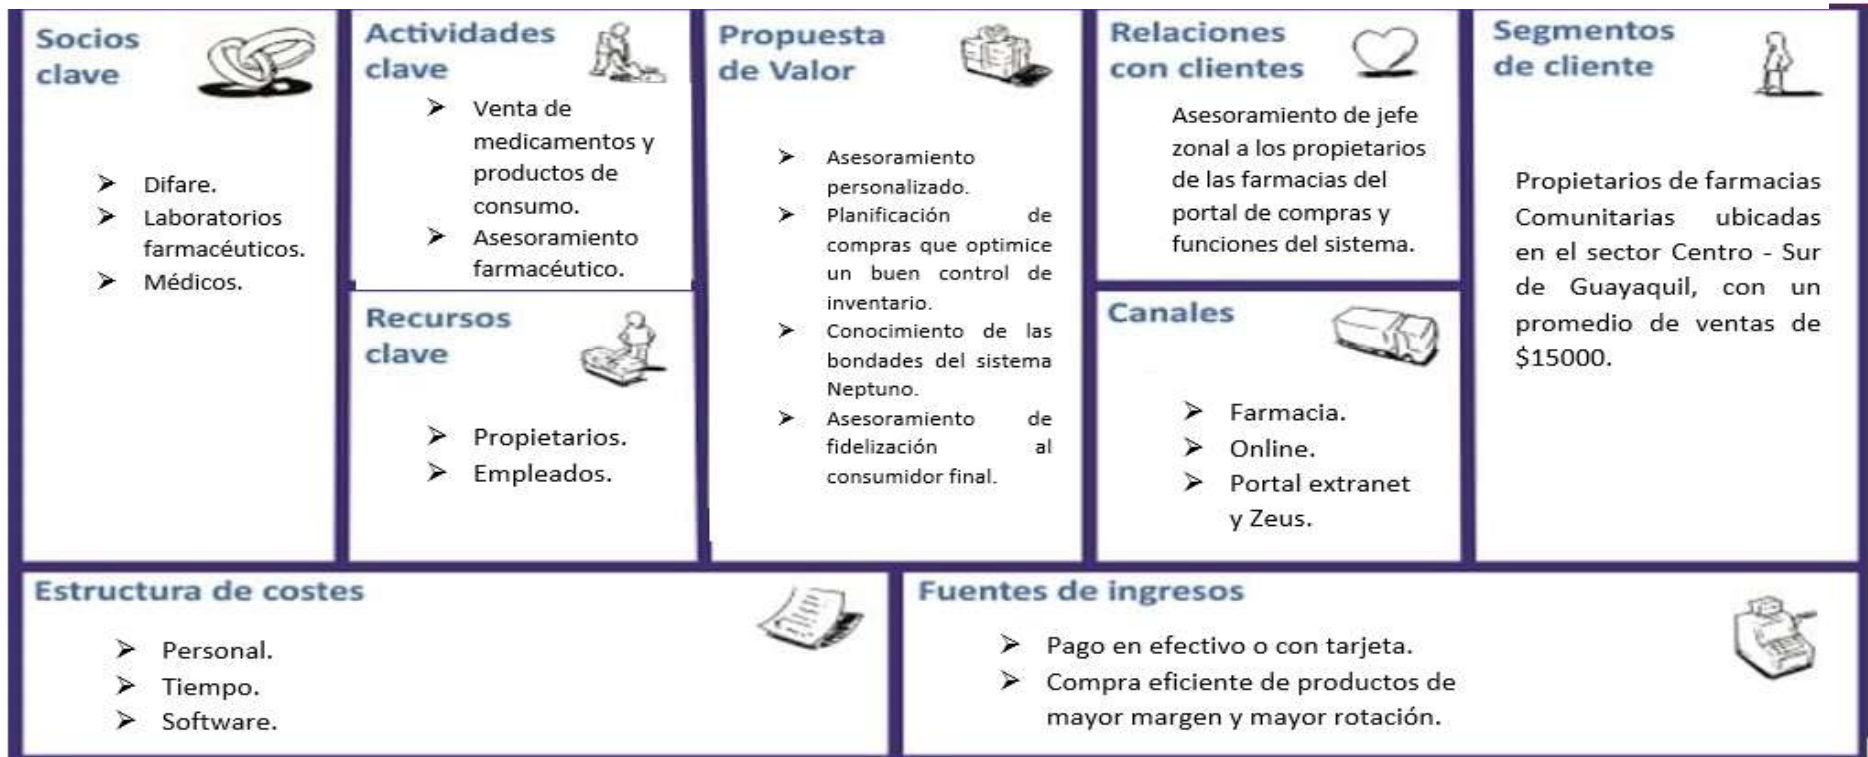 Socios
clave
Difare.
Laboratorios
farmacéuticos.
Médicos.
Actividades
clave
Venta de
medicamentos y
productos de
consumo.
Asesoramiento
farmacéutico.
Recursos
clave
Propietarios.
Empleados.
Propuesta
de Valor
Asesoramiento
personalizado.
Planificación de
compras que optimice
un buen control de
inventario.
Conocimiento de las
bondades del sistema
Neptuno.
Asesoramiento de
fidelización al
consumidor final.
Relaciones
con clientes
Asesoramiento de jefe
zonal a los propietarios
de las farmacias del
portal de compras y
funciones del sistema.
Canales
Farmacia.
Online.
Portal extranet
y Zeus.
Segmentos
de cliente
Propietarios de farmacias
Comunitarias ubicadas
en el sector Centro - Sur
de Guayaquil, con un
promedio de ventas de
$15000.
Estructura de costes
Personal.
Tiempo.
Software.
Fuentes de ingresos
Pago en efectivo o con tarjeta.
Compra eficiente de productos de
mayor margen y mayor rotación.